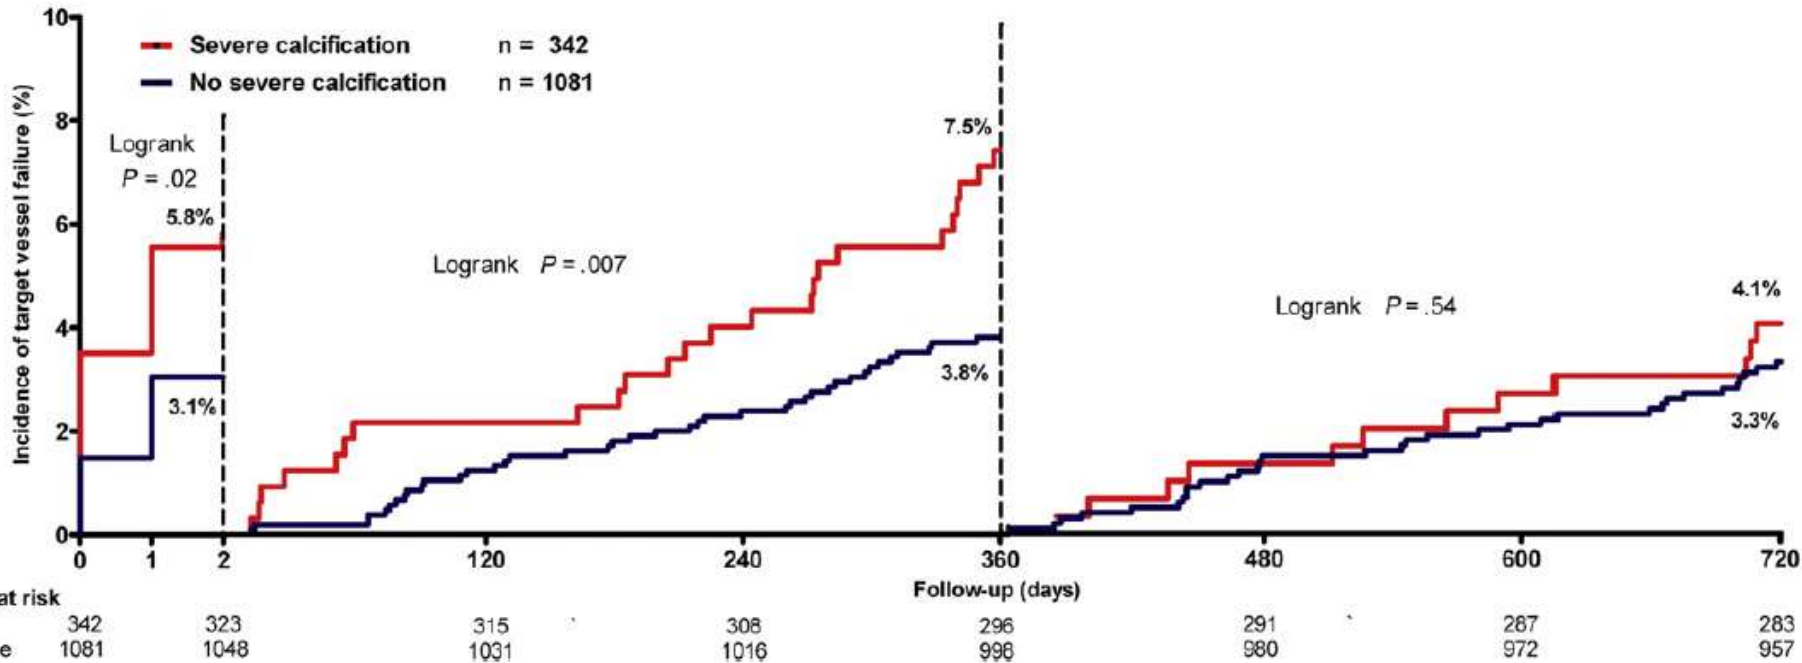 10
Severe calcification n = 342
No severe calcification n = 1081
8
Logrank
P = .02
7.5%
6
5.8%
Logrank P = .007
Logrank P = .54
4.1%
4
3.8%
3.1%
3.3%
2
0
Incidence of target vessel failure (%)
0 1 2 120 240 360 480 600 720
Follow-up (days)
at risk
342 323 315 308 296 291 287 283
e 1081 1048 1031 1016 996 980 972 957